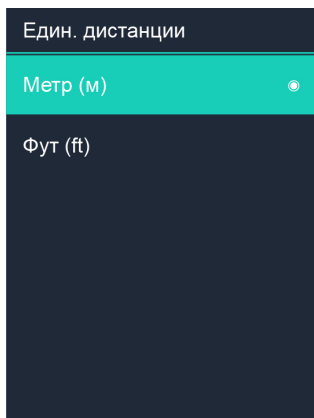 Един. дистанции
Метр (м)
Фут (ft)